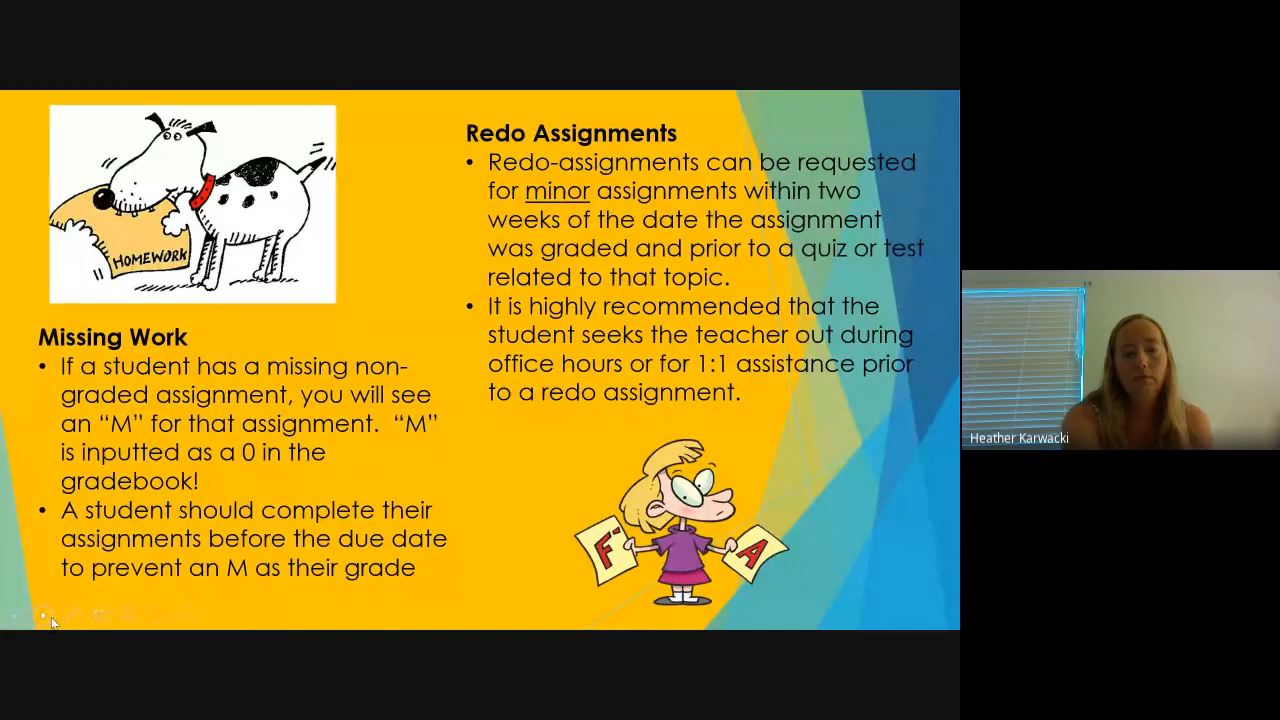 HOMEWORK
Missing Work
• If a student has a missing non-
graded assignment, you will see
an “M” for that assignment.  “M”
is inputted as a 0 in the
gradebook!
• A student should complete their
assignments before the due date
to prevent an M as their grade
Redo Assignments
• Redo-assignments can be requested
for minor assignments within two
weeks of the date the assignment
was graded and prior to a quiz or test
related to that topic.
• It is highly recommended that the
student seeks the teacher out during
office hours or for 1:1 assistance prior
to a redo assignment.
F-
A
Heather Karwacki